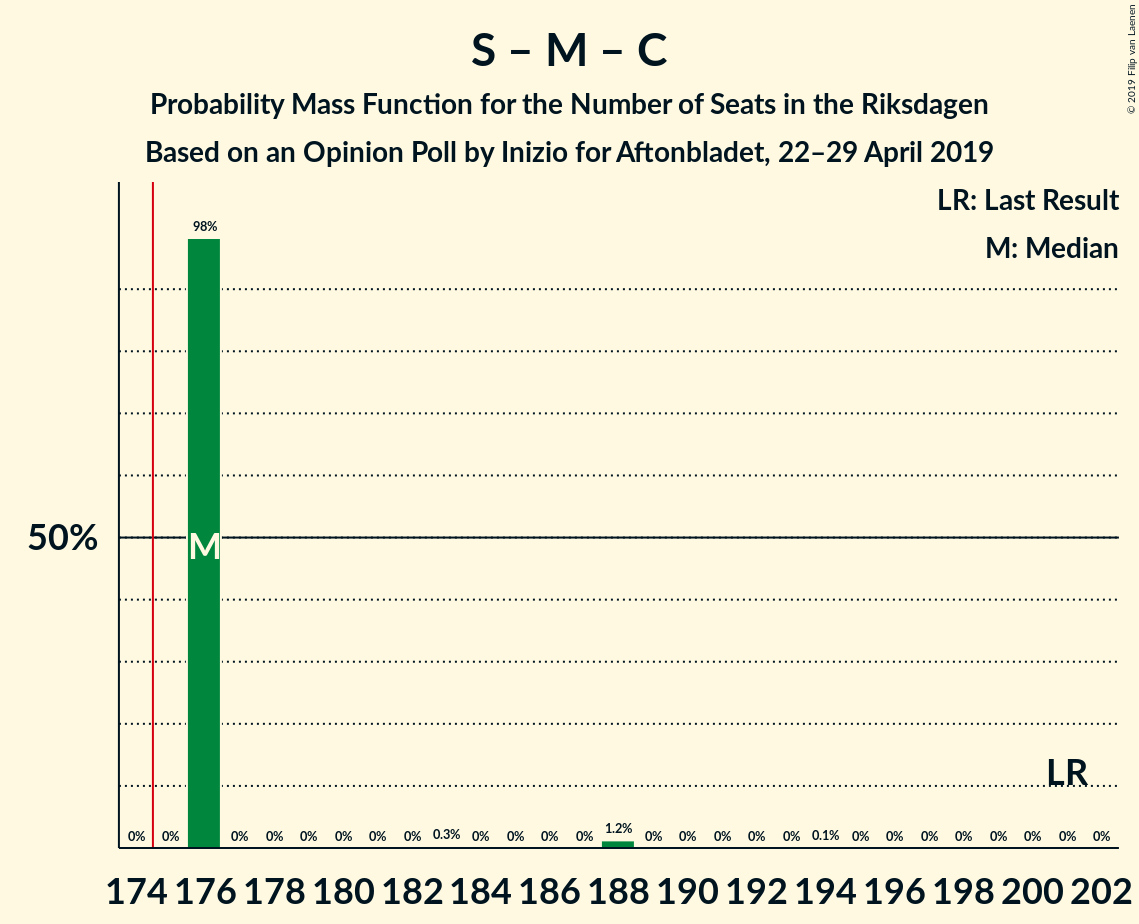 S – M – C
Probability Mass Function for the Number of Seats in the Riksdagen
Based on an Opinion Poll by Inizio for Aftonbladet, 22–29 April 2019
© 2019 Filip van Laenen
LR: Last Result
M: Median
98%
50%
M
LR
0% 0% 0% 0% 0% 0% 0% 0% 0.3% 0% 0% 0% 0% 1.2% 0% 0% 0% 0% 0% 0.1% 0% 0% 0% 0% 0% 0% 0% 0%
174 176 178 180 182 184 186 188 190 192 194 196 198 200 202